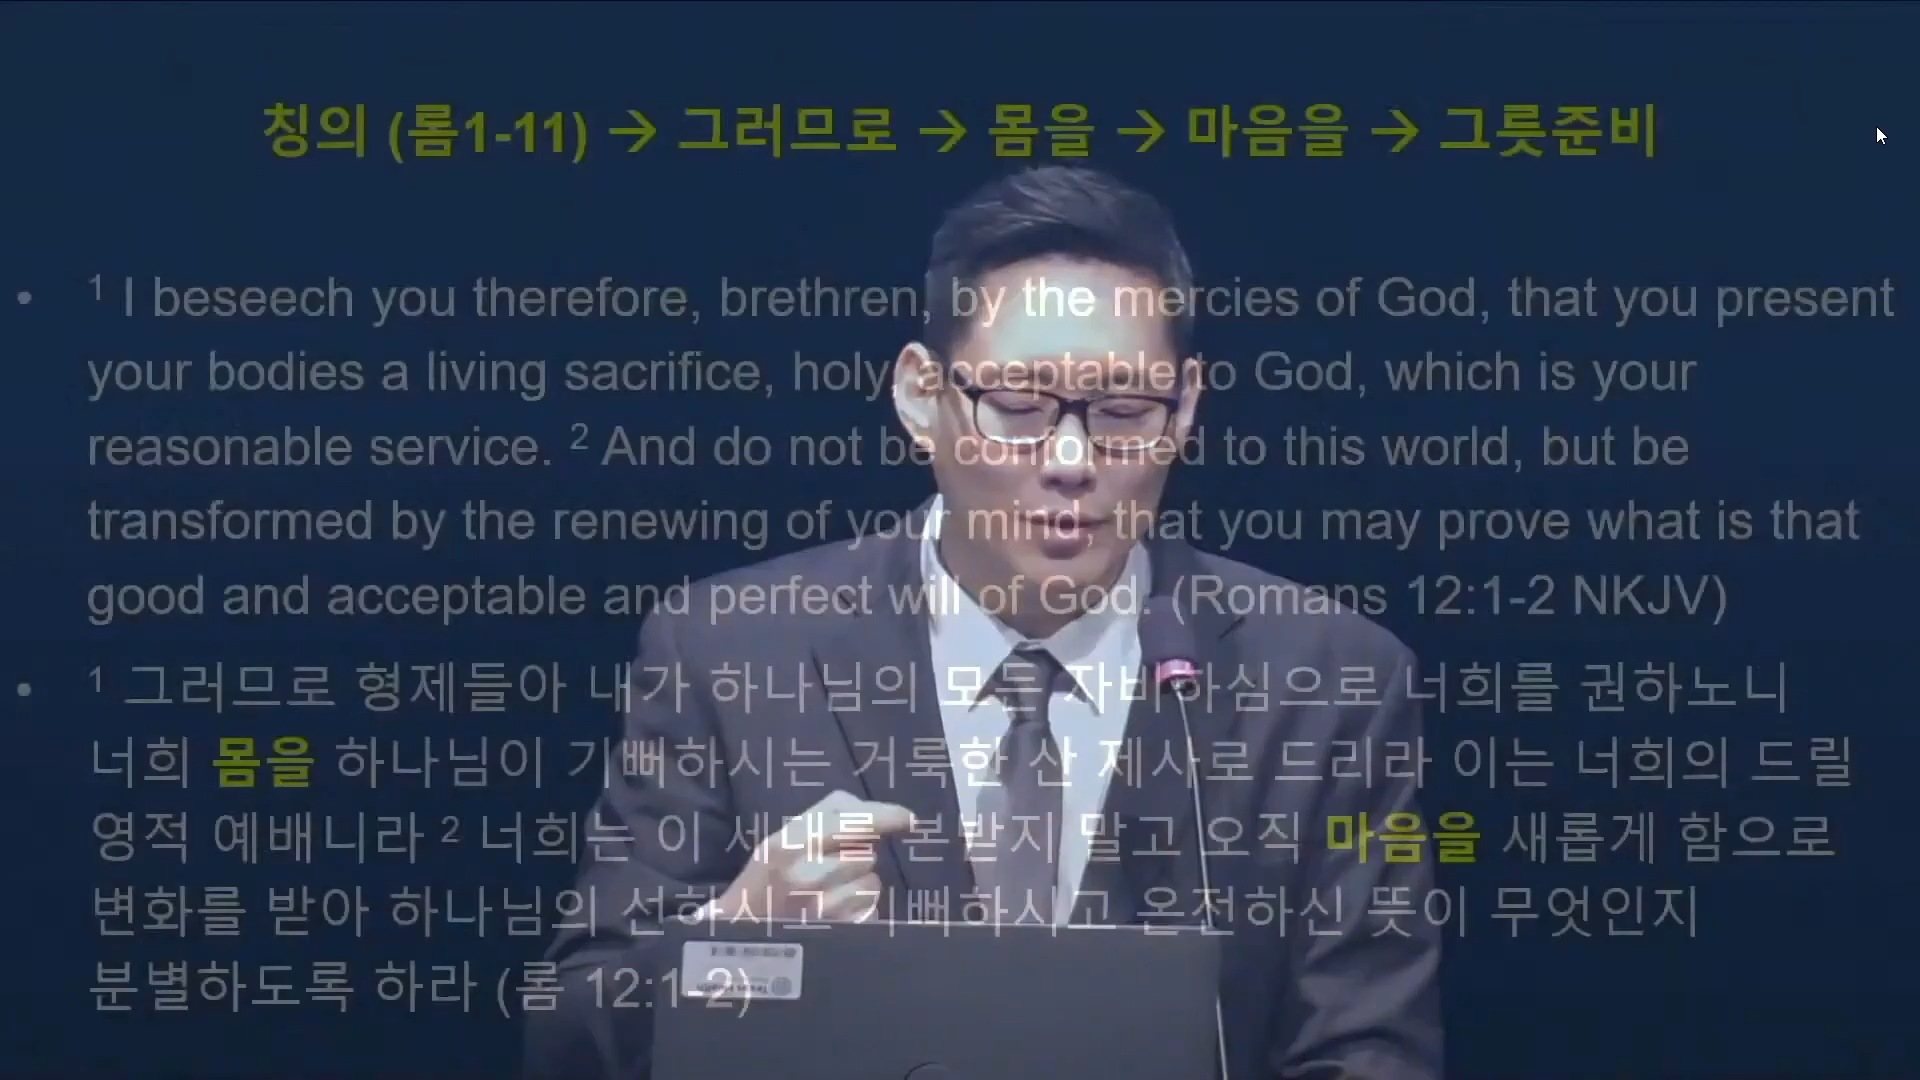 칭의 (롬1-11) → 그러므로 → 몸을 → 마음을 → 그릇준비
• 1 I beseech you therefore, brethren, by the mercies of God, that you present
your bodies a living sacrifice, holy, acceptable to God, which is your
reasonable service. 2 And do not be conformed to this world, but be
transformed by the renewing of your mind, that you may prove what is that
good and acceptable and perfect will of God. (Romans 12:1-2 NKJV)
• 1 그러므로 형제들아 내가 하나님의 모든 자비하심으로 너희를 권하노니
너희 몸을 하나님이 기뻐하시는 거룩한 산 제사로 드리라 이는 너희의 드릴
영적 예배니라 2 너희는 이 세대를 본받지 말고 오직 마음을 새롭게 함으로
변화를 받아 하나님의 선하시고 기뻐하시고 온전하신 뜻이 무엇인지
분별하도록 하라 (롬 12:1-2)